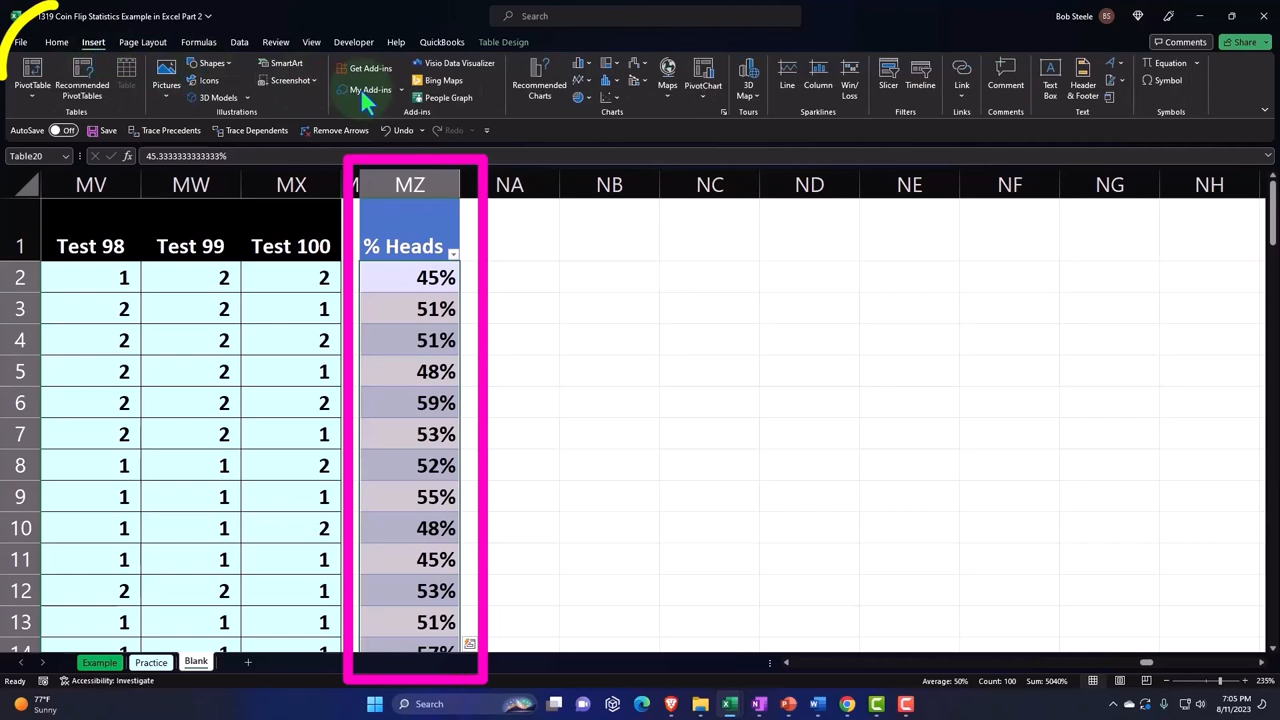 1319 Coin Flip Statistics Example in Excel Part 2
Search
Bob Steele
BS
File Home Insert Page Layout Formulas Data Review View Developer Help QuickBooks Table Design
Comments
Share
PivotTable
Recommended PivotTables
Table
Tables
Pictures
Shapes
Icons
3D Models
SmartArt
Screenshot
Illustrations
Get Add-ins
My Add-ins
Visio Data Visualizer
Bing Maps
People Graph
Add-ins
Recommended Charts
Maps
PivotChart
Charts
3D Map
Tours
Line
Column
Win/ Loss
Sparklines
Slicer
Timeline
Filters
Link
Links
Comment
Comments
Text Box
Header & Footer
Text
Equation
Symbol
Symbols
AutoSave Off Save Trace Precedents Trace Dependents Remove Arrows Undo Redo
Table20 fx 45.3333333333333%
MV MW MX MZ NA NB NC ND NE NF NG NH
1 Test 98 Test 99 Test 100 % Heads
2 1 2 2 45%
3 2 2 1 51%
4 2 2 2 51%
5 2 2 1 48%
6 2 2 2 59%
7 2 2 1 53%
8 1 1 2 52%
9 1 1 1 55%
10 1 1 2 48%
11 1 1 1 45%
12 2 2 1 53%
13 1 1 1 51%
14 1 1 1 57%
Example Practice Blank
Ready Accessibility: Investigate Average: 50% Count: 100 Sum: 5040% 235%
77°F
Sunny
Search
7:05 PM
8/11/2023